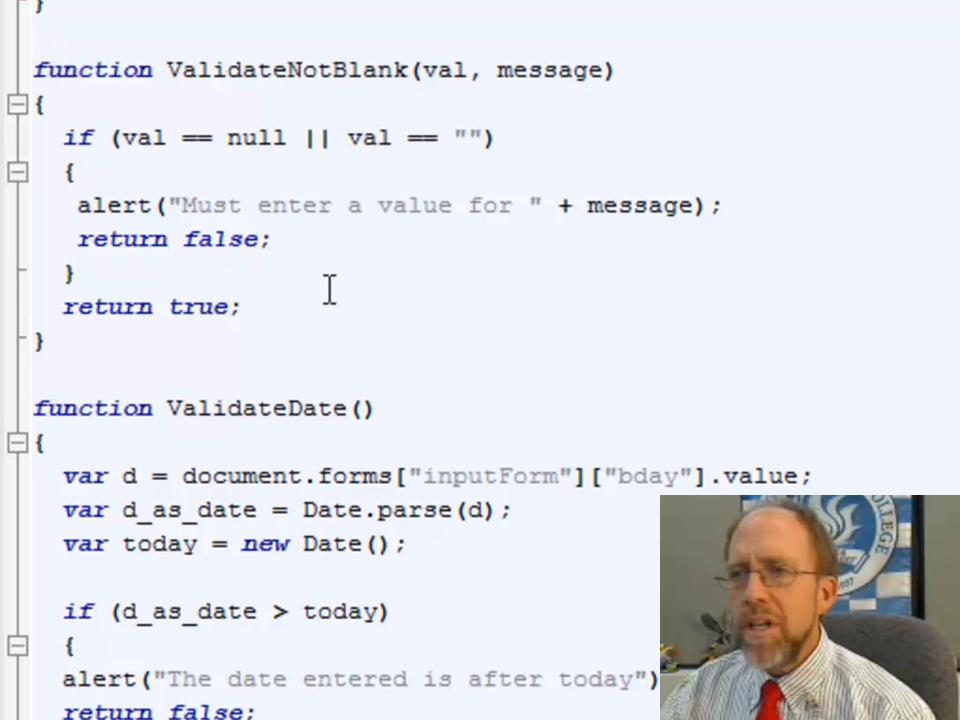 }
function ValidateNotBlank(val, message)
{
if (val == null || val == "")
{
alert("Must enter a value for " + message);
return false;
}
return true;
}
function ValidateDate()
{
var d = document.forms["inputForm"]["bday"].value;
var d_as_date = Date.parse(d);
var today = new Date();
if (d_as_date > today)
{
alert("The date entered is after today")
return false;
COLLEGE